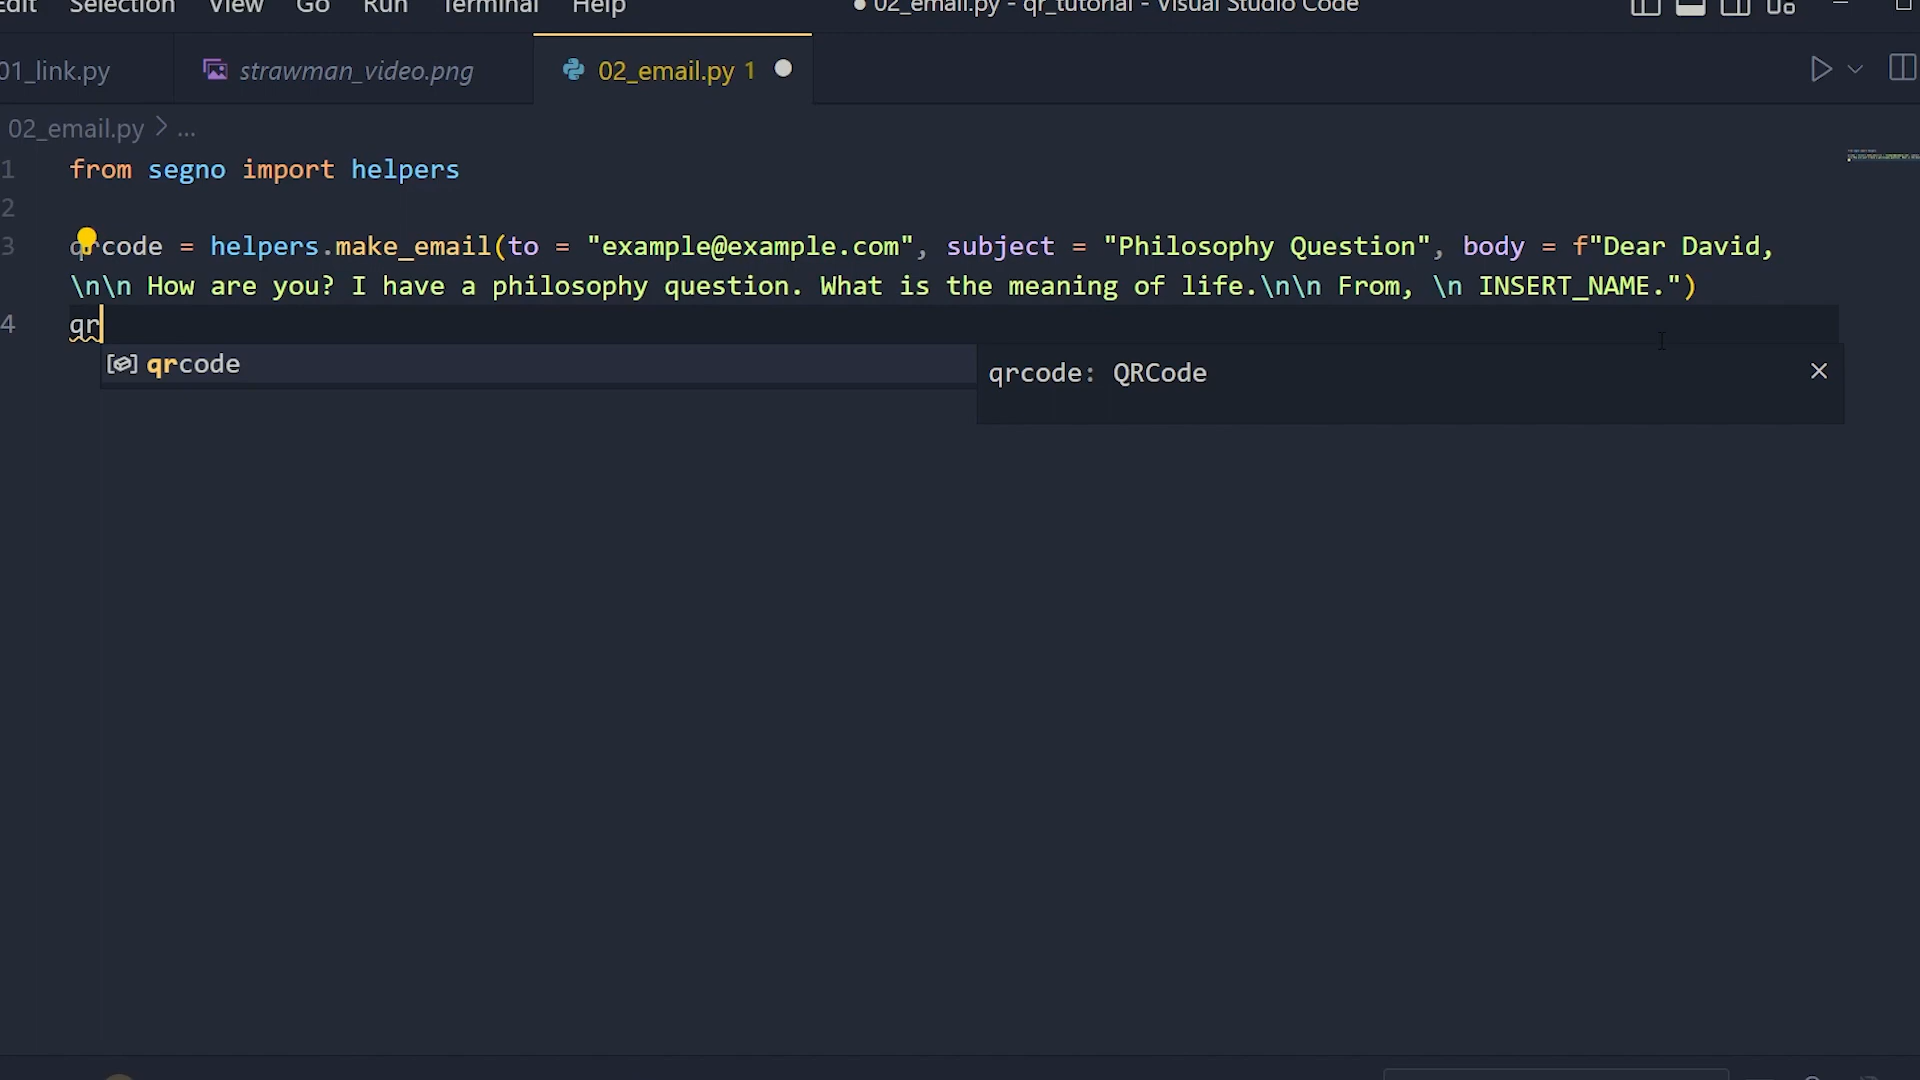 Edit Selection View Go Run Terminal Help ● 02_email.py - qr_tutorial - Visual Studio Code
01_link.py strawman_video.png 02_email.py 1
02_email.py > ...
1 from segno import helpers
2
3 qrcode = helpers.make_email(to = "example@example.com", subject = "Philosophy Question", body = f"Dear David,
\n\n How are you? I have a philosophy question. What is the meaning of life.\n\n From, \n INSERT_NAME.")
4 qr
qrcode
qrcode: QRCode